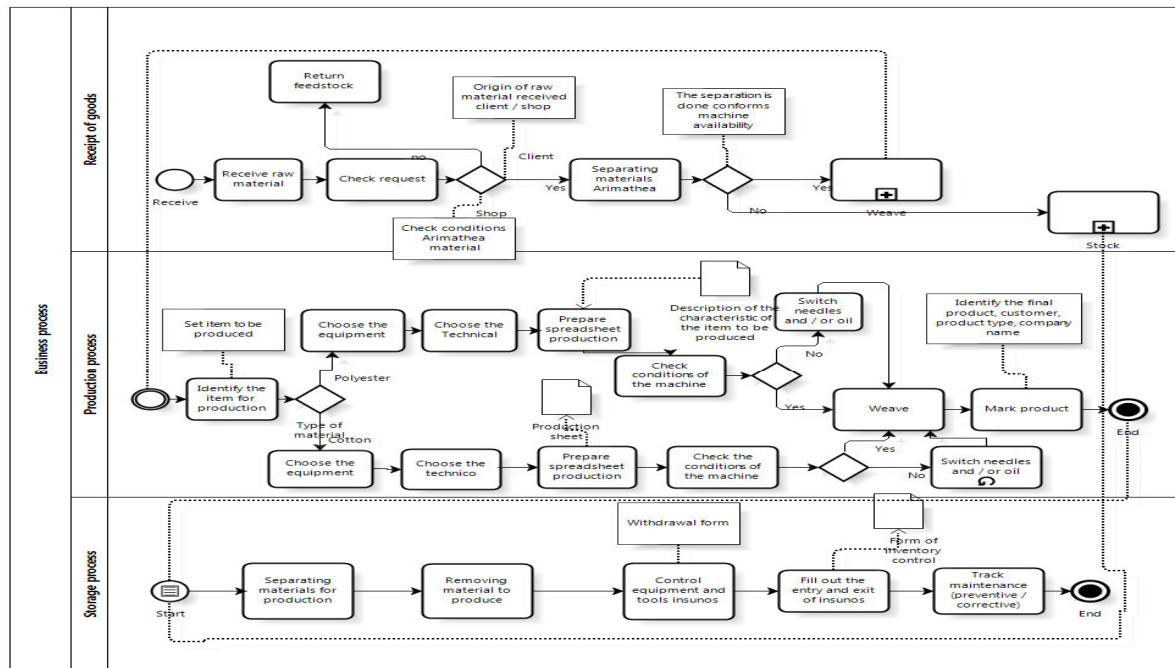 Business process
Receipt of goods
Return
feedstock
Origin of raw
material received
client / shop
The separation is
done conforms
machine
availability
no
Client
Receive raw
material
Check request
Yes
Separating
materials
Arimathea
Yes
Receive
Shop
Weave
No
Check conditions
Arimathea
material
Stock
Production process
Set item to be
produced
Choose the
equipment
Choose the
Technical
Prepare
spreadsheet
production
Description of the
characteristic of
the item to be
produced
Switch
needles
and / or oil
Identify the final
product, customer,
product type, company
name
Check
conditions of
the machine
No
Polyester
Identify the
item for
production
Yes
Weave
Mark product
Type of
material
Cotton
Production
sheet
End
Yes
Choose the
equipment
Choose the
technico
Prepare
spreadsheet
production
Check the
conditions of
the machine
No
Switch needles
and / or oil
Storage process
Withdrawal form
Form of
inventory
control
Start
Separating
materials for
production
Removing
material to
produce
Control
equipment and
tools insunos
Fill out the
entry and exit
of insunos
Track
maintenance
(preventive /
corrective)
End